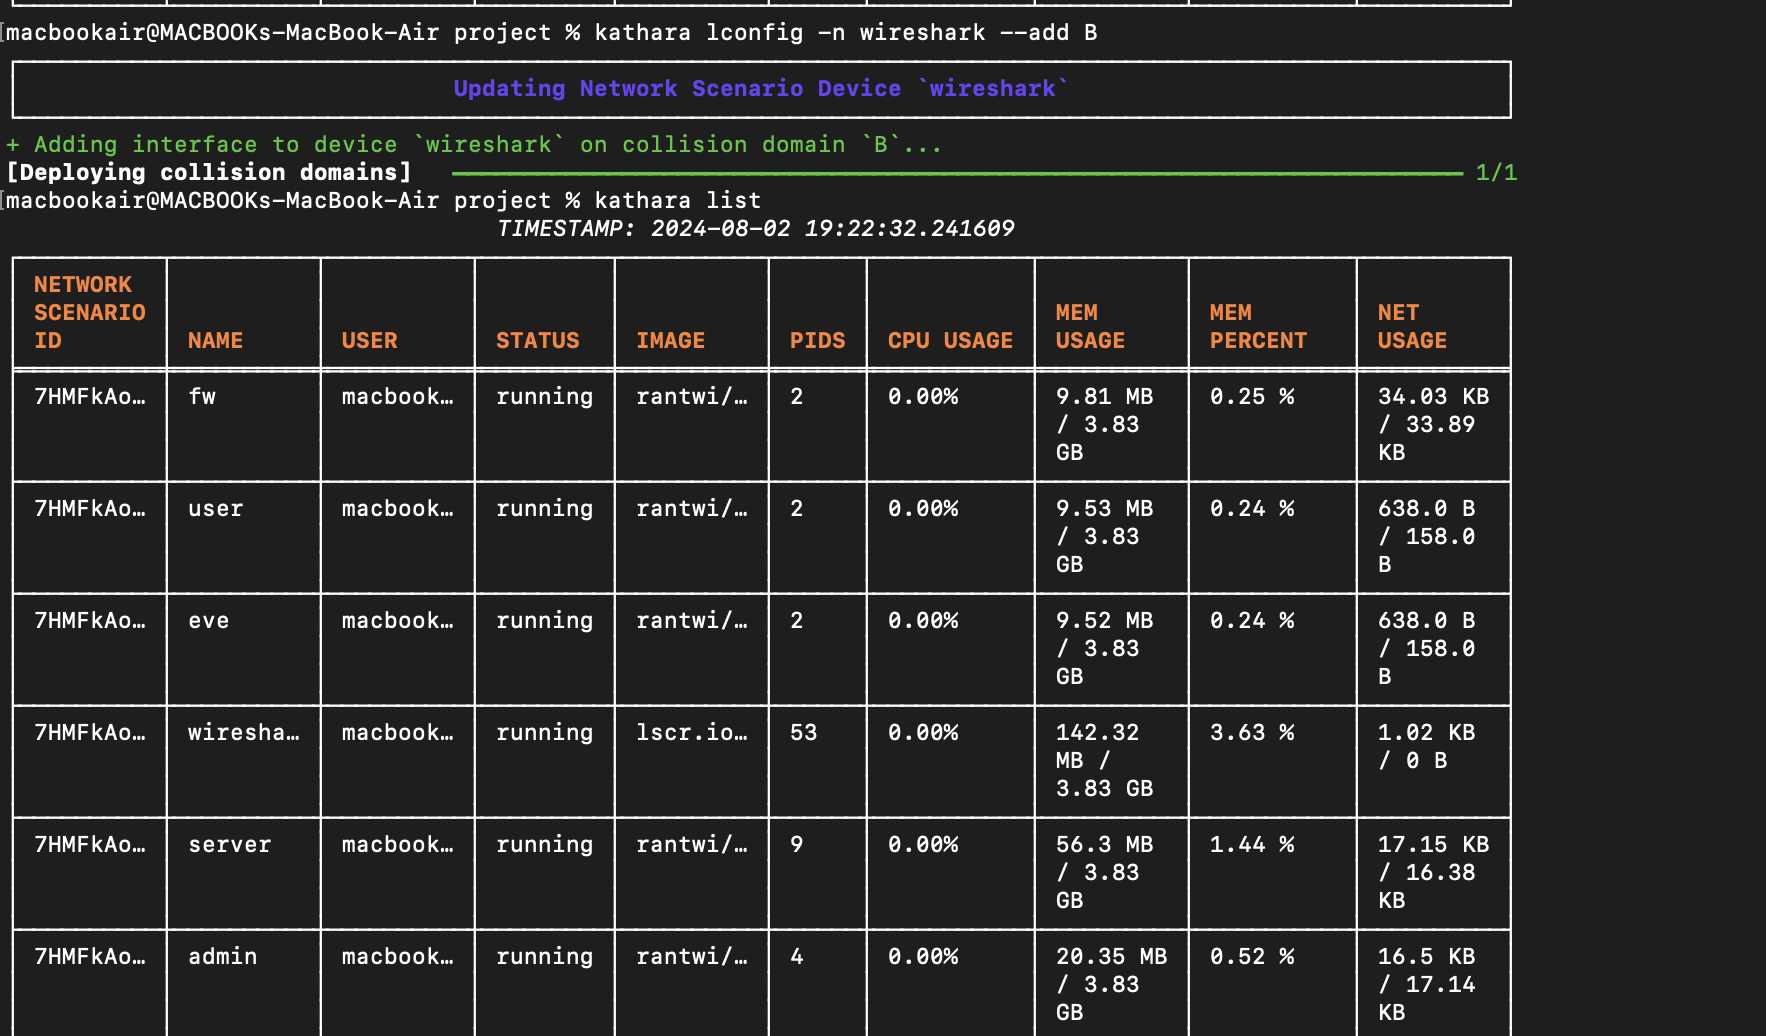 [macbookair@MACBOOKs-MacBook-Air project % kathara lconfig -n wireshark --add B
Updating Network Scenario Device `wireshark`
+ Adding interface to device `wireshark` on collision domain `B`...
[Deploying collision domains] 1/1
[macbookair@MACBOOKs-MacBook-Air project % kathara list
TIMESTAMP: 2024-08-02 19:22:32.241609
NETWORK
SCENARIO MEM MEM NET
ID NAME USER STATUS IMAGE PIDS CPU USAGE USAGE PERCENT USAGE
7HMFkAo… fw macbook… running rantwi/… 2 0.00% 9.81 MB 0.25 % 34.03 KB
/ 3.83 / 33.89
GB KB
7HMFkAo… user macbook… running rantwi/… 2 0.00% 9.53 MB 0.24 % 638.0 B
/ 3.83 / 158.0
GB B
7HMFkAo… eve macbook… running rantwi/… 2 0.00% 9.52 MB 0.24 % 638.0 B
/ 3.83 / 158.0
GB B
7HMFkAo… wiresha… macbook… running lscr.io… 53 0.00% 142.32 3.63 % 1.02 KB
MB / / 0 B
3.83 GB
7HMFkAo… server macbook… running rantwi/… 9 0.00% 56.3 MB 1.44 % 17.15 KB
/ 3.83 / 16.38
GB KB
7HMFkAo… admin macbook… running rantwi/… 4 0.00% 20.35 MB 0.52 % 16.5 KB
/ 3.83 / 17.14
GB KB